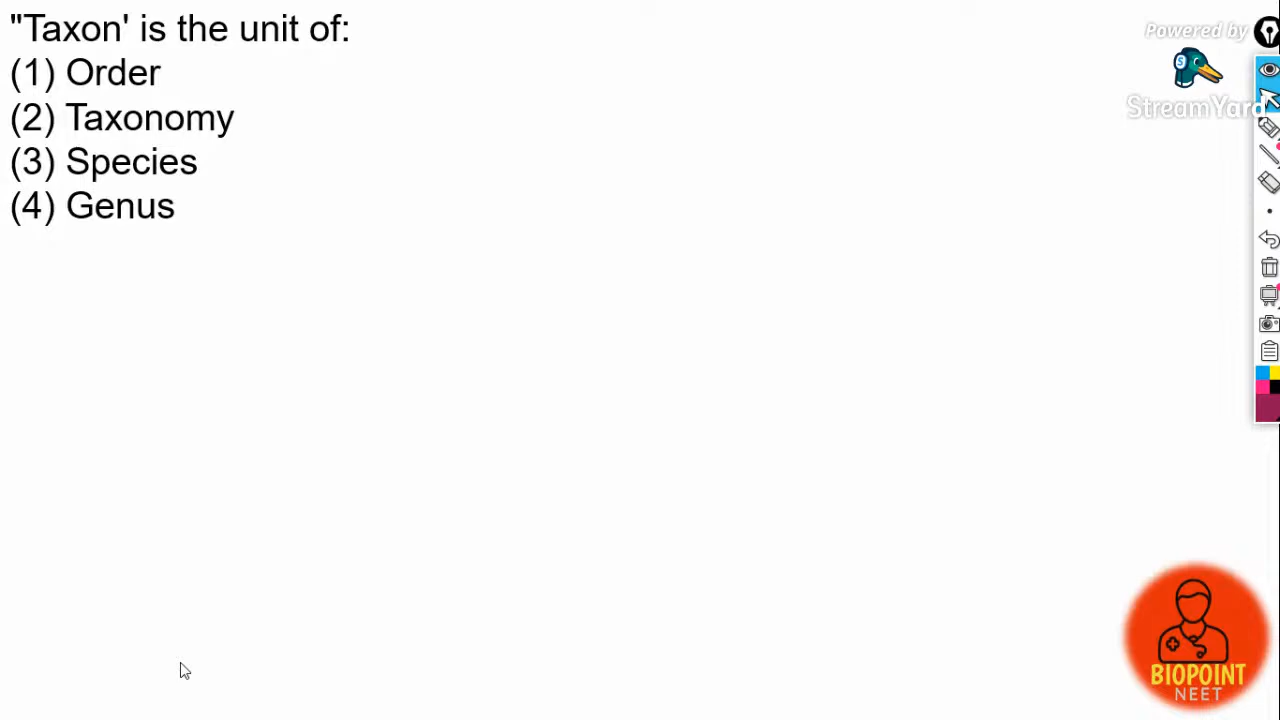 "Taxon' is the unit of:
(1) Order
(2) Taxonomy
(3) Species
(4) Genus
Powered by
S
StreamYard
BIOPOINT
NEET